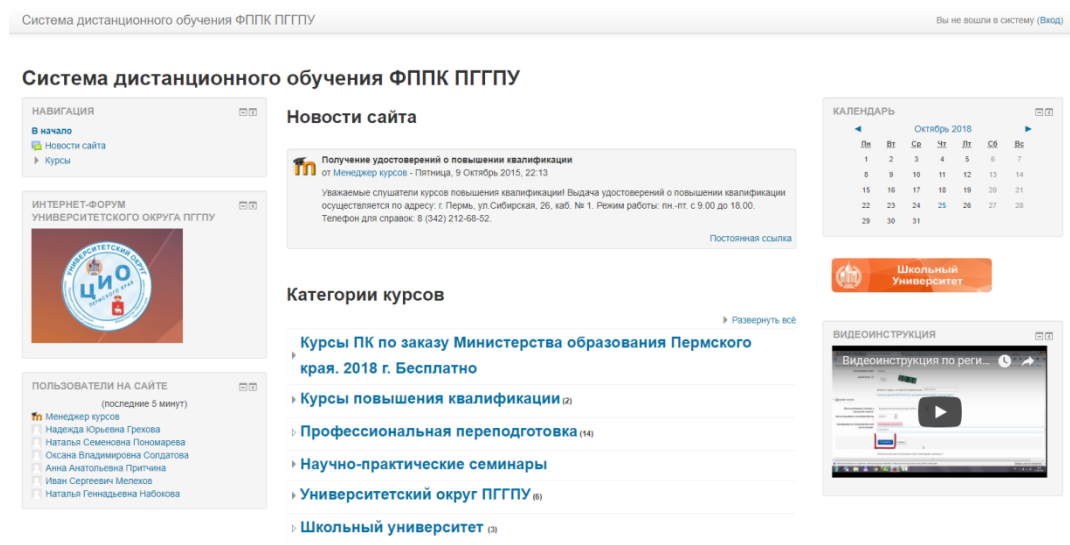 Система дистанционного обучения ФППК ПГГПУ
Вы не вошли в систему (Вход)
Система дистанционного обучения ФППК ПГГПУ
НАВИГАЦИЯ
В начало
Новости сайта
Курсы
ИНТЕРНЕТ-ФОРУМ
УНИВЕРСИТЕТСКОГО ОКРУГА ПГГПУ
УНИВЕРСИТЕТСКИЙ ОКРУГ
ЦИО
ПЕРМСКОГО КРАЯ
ПОЛЬЗОВАТЕЛИ НА САЙТЕ
(последние 5 минут)
Менеджер курсов
Надежда Юрьевна Грехова
Наталья Семеновна Пономарева
Оксана Владимировна Солдатова
Анна Анатольевна Притчина
Иван Сергеевич Мелехов
Наталья Геннадьевна Набокова
Новости сайта
Получение удостоверений о повышении квалификации
от Менеджер курсов - Пятница, 9 Октябрь 2015, 22:13
Уважаемые слушатели курсов повышения квалификации! Выдача удостоверений о повышении квалификации
осуществляется по адресу: г. Пермь, ул.Сибирская, 26, каб. № 1. Режим работы: пн.-пт. с 9.00 до 18.00.
Телефон для справок: 8 (342) 212-68-52.
Постоянная ссылка
Категории курсов
Развернуть всё
Курсы ПК по заказу Министерства образования Пермского
края. 2018 г. Бесплатно
Курсы повышения квалификации (2)
Профессиональная переподготовка (14)
Научно-практические семинары
Университетский округ ПГГПУ (6)
Школьный университет (3)
КАЛЕНДАРЬ
Октябрь 2018
Пн Вт Ср Чт Пт Сб Вс
1 2 3 4 5 6 7
8 9 10 11 12 13 14
15 16 17 18 19 20 21
22 23 24 25 26 27 28
29 30 31
Школьный
Университет
ВИДЕОИНСТРУКЦИЯ
Видеоинструкция по реги...